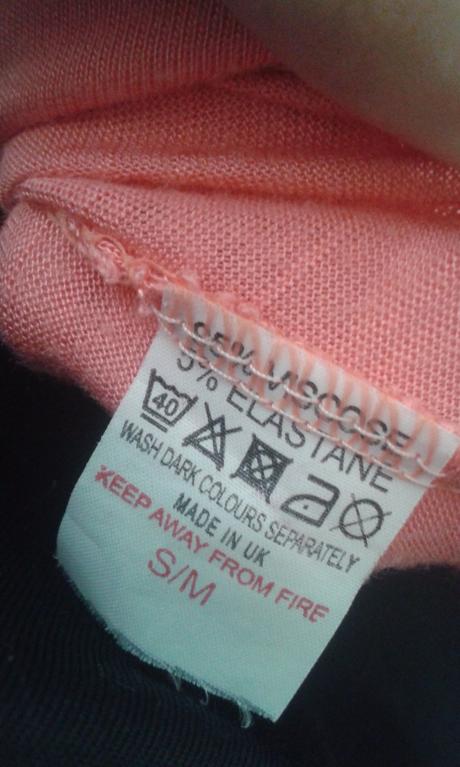 95% VISCOSE
5% ELASTANE
40
WASH DARK COLOURS SEPARATELY
MADE IN UK
KEEP AWAY FROM FIRE
S/M